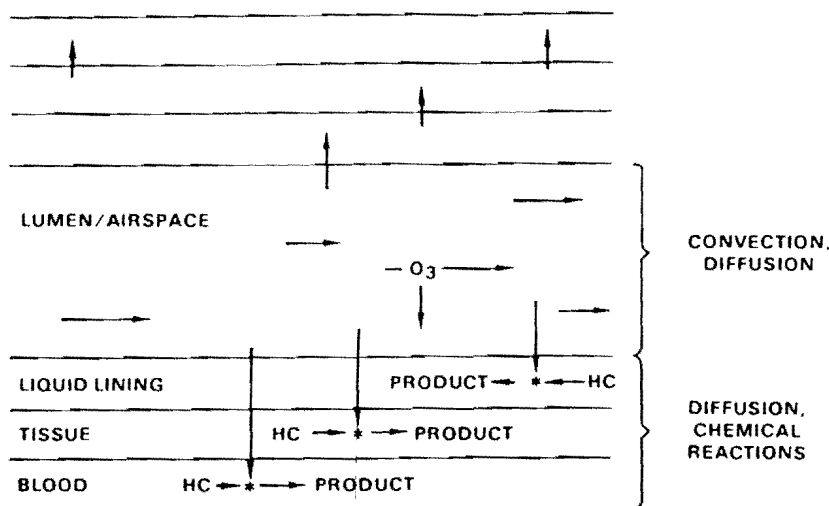 LUMEN/AIRSPACE
CONVECTION,
DIFFUSION
O3
LIQUID LINING
PRODUCT * HC
TISSUE
HC * PRODUCT
DIFFUSION,
CHEMICAL
REACTIONS
BLOOD
HC * PRODUCT